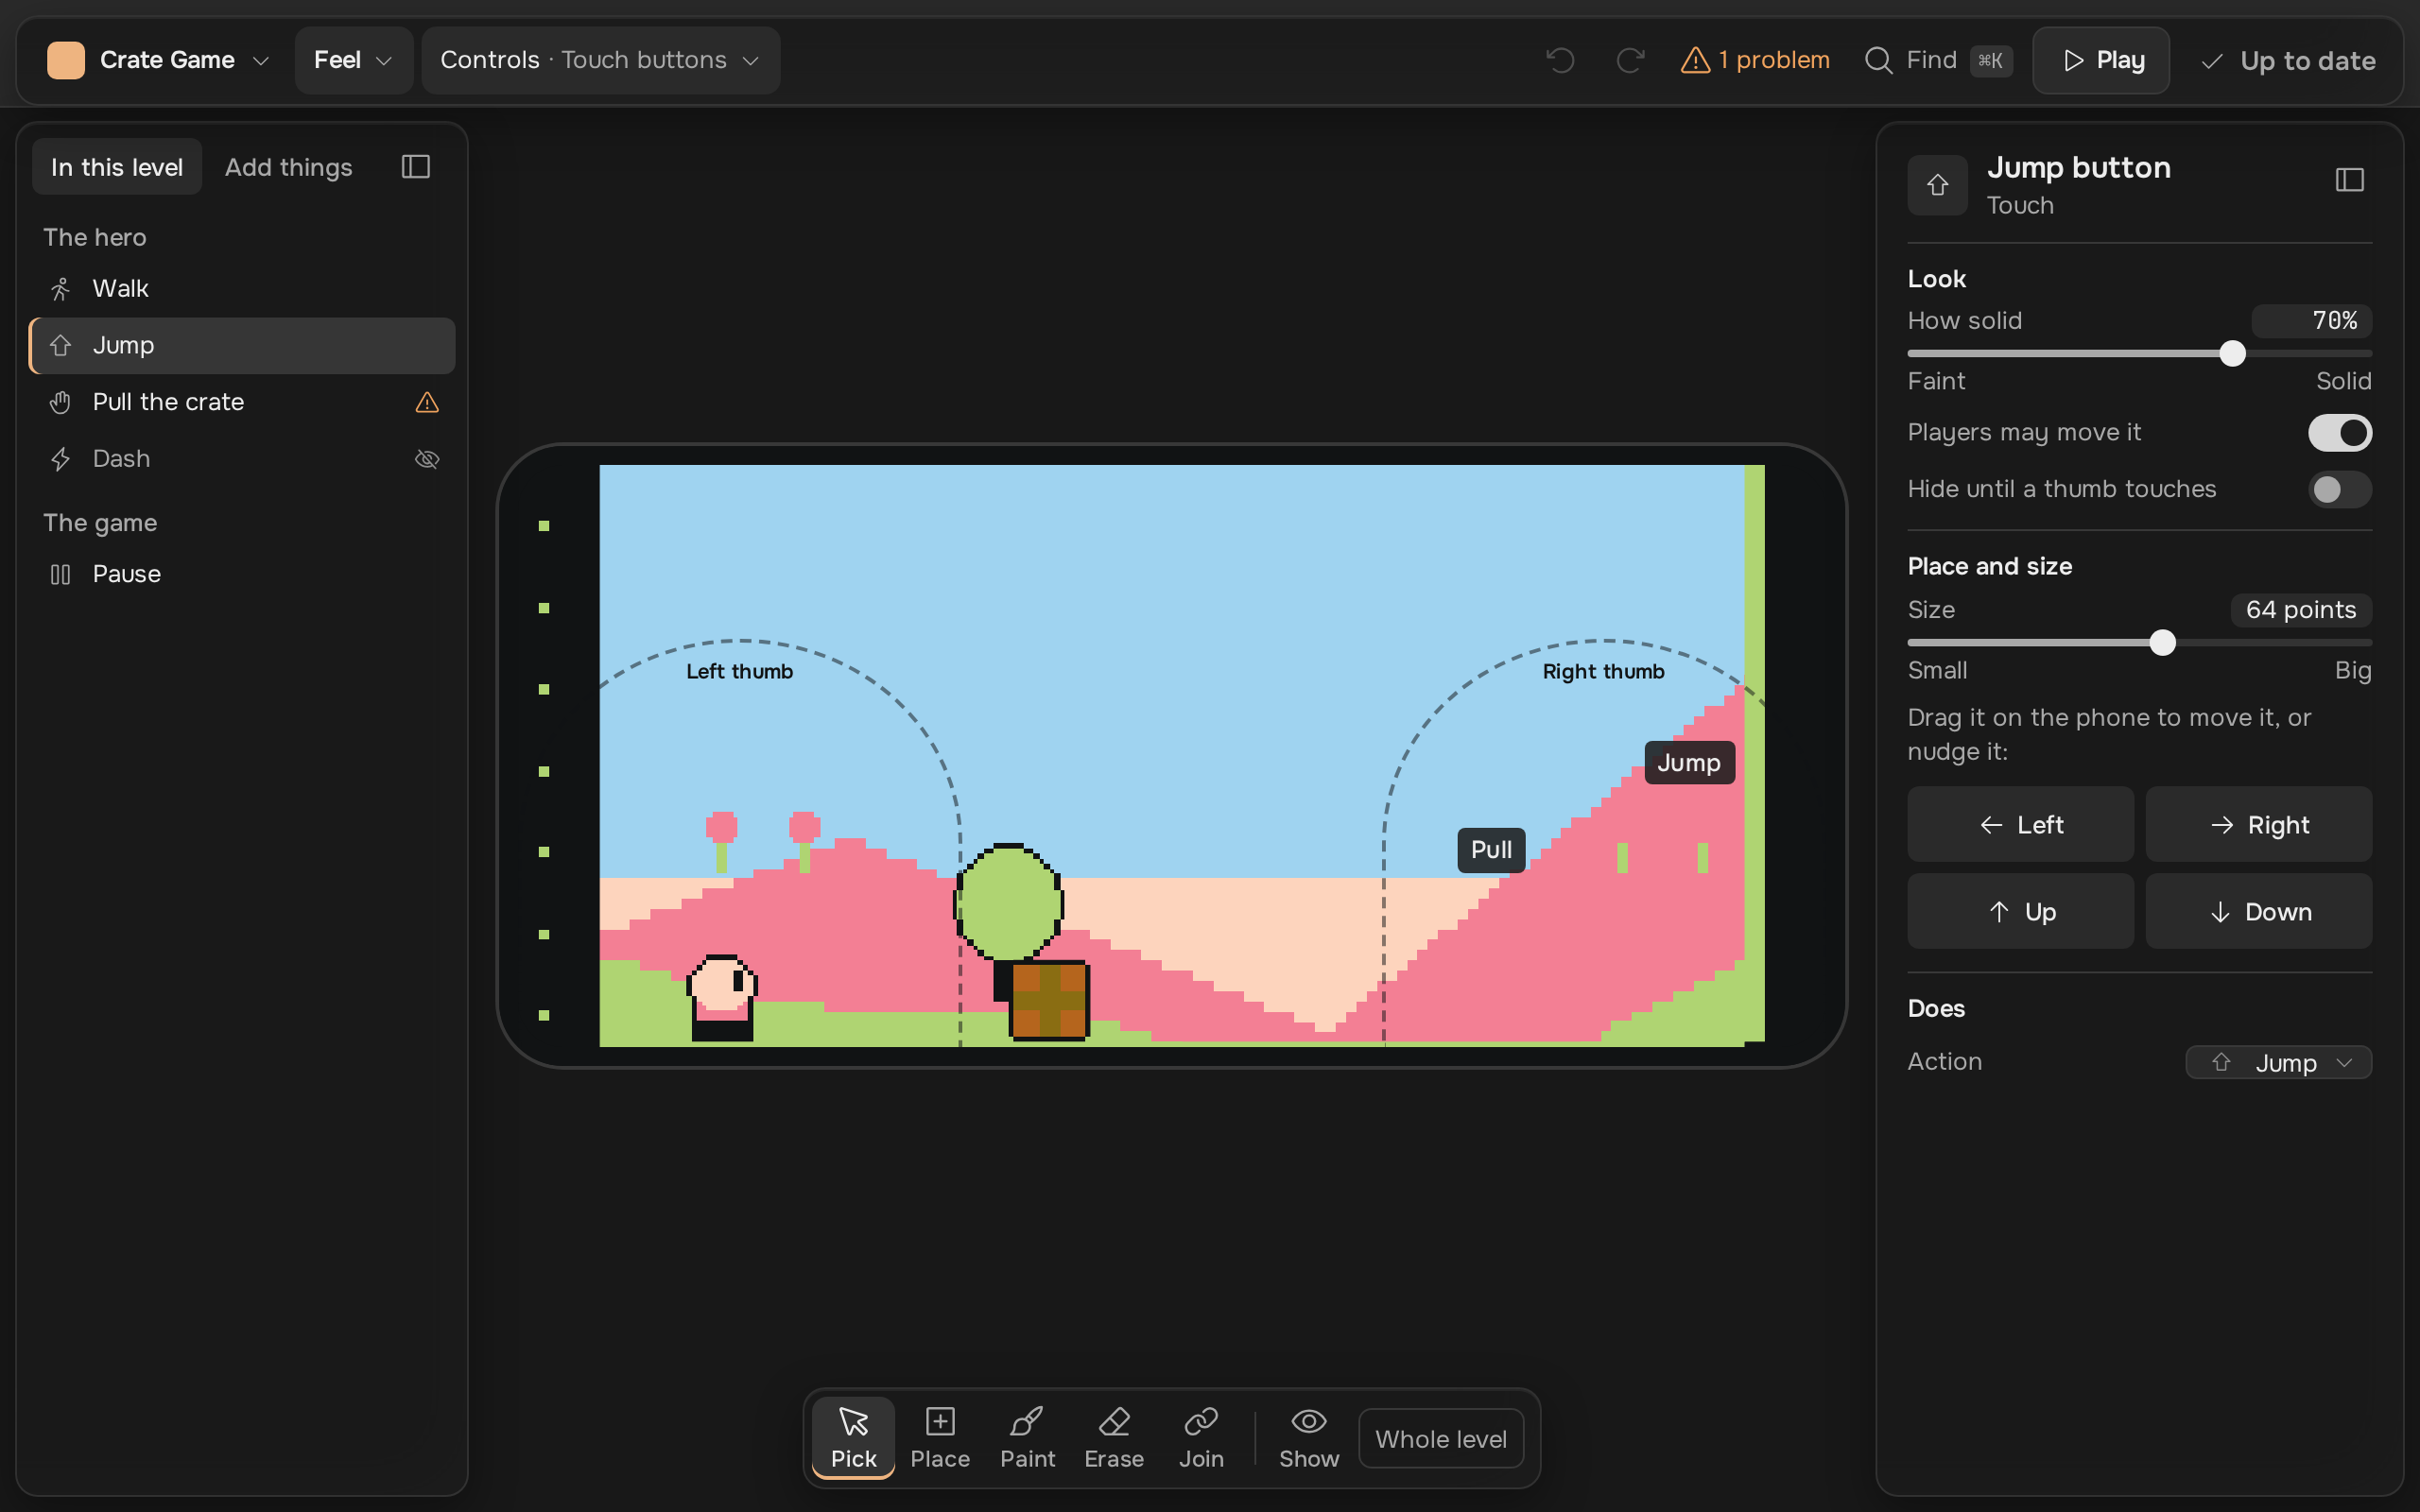 Crate Game
Feel
Controls · Touch buttons
1 problem
Find ⌘K
Play
Up to date
In this level
Add things
The hero
Walk
Jump
Pull the crate
Dash
The game
Pause
Left thumb
Right thumb
Jump
Pull
Pick
Place
Paint
Erase
Join
Show
Whole level
Jump button
Touch
Look
How solid
70%
Faint
Solid
Players may move it
Hide until a thumb touches
Place and size
Size
64 points
Small
Big
Drag it on the phone to move it, or
nudge it:
Left
Right
Up
Down
Does
Action
Jump